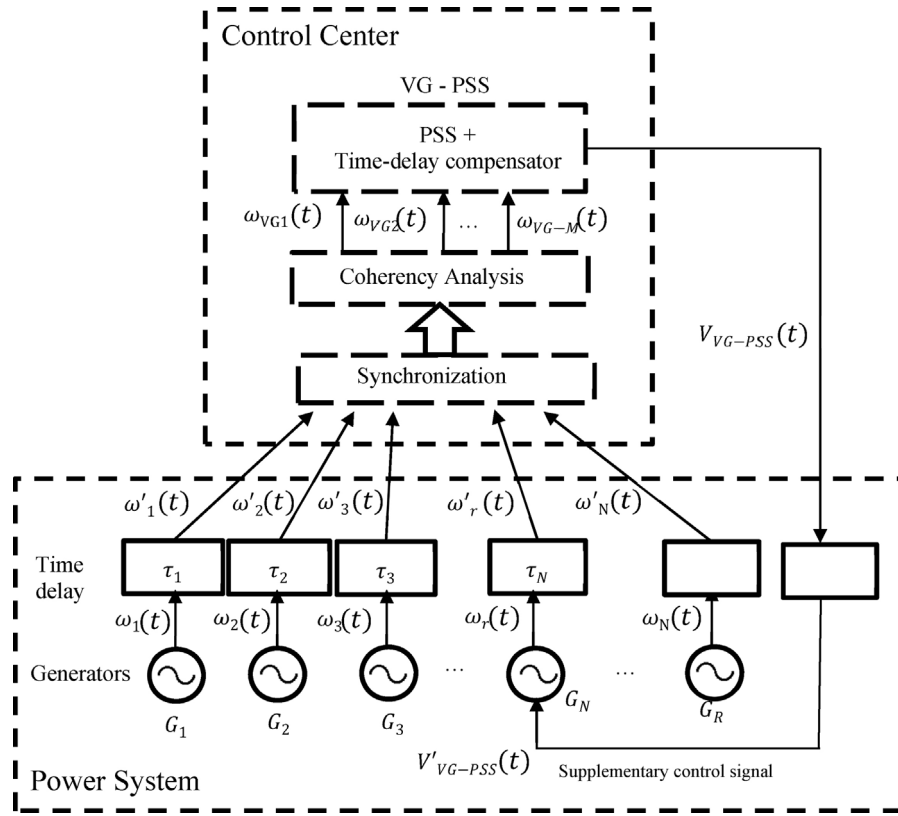 Control Center
VG - PSS
PSS +
Time-delay compensator
ω_VG1(t) ω_VG2(t) ... ω_VG−M(t)
Coherency Analysis
V_VG−PSS(t)
Synchronization
ω'_1(t) ω'_2(t) ω'_3(t) ω'_r(t) ω'_N(t)
Time
delay
τ_1 τ_2 τ_3 τ_N
ω_1(t) ω_2(t) ω_3(t) ω_r(t) ω_N(t)
Generators
... ...
G_1 G_2 G_3 G_N G_R
V'_VG−PSS(t)
Supplementary control signal
Power System